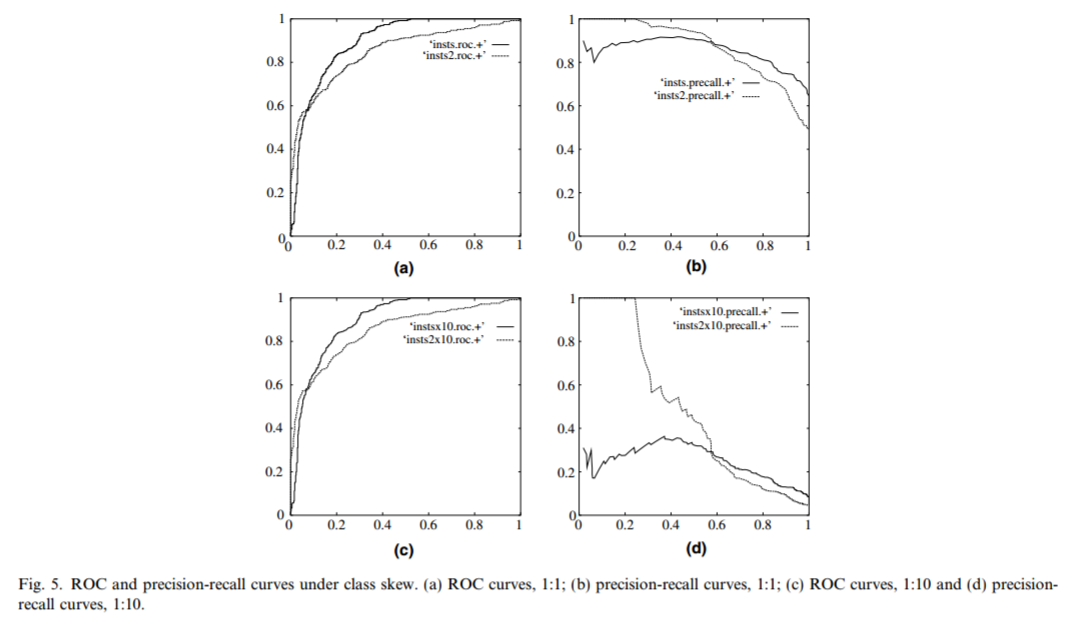 1
0.8
0.6
0.4
0.2
0
0 0.2 0.4 0.6 0.8 1
'insts.roc.+'
'insts2.roc.+'
(a)
1
0.8
0.6
0.4
0.2
0
0 0.2 0.4 0.6 0.8 1
'insts.precall.+'
'insts2.precall.+'
(b)
1
0.8
0.6
0.4
0.2
0
0 0.2 0.4 0.6 0.8 1
'instsx10.roc.+'
'insts2x10.roc.+'
(c)
1
0.8
0.6
0.4
0.2
0
0 0.2 0.4 0.6 0.8 1
'instsx10.precall.+'
'insts2x10.precall.+'
(d)
Fig. 5. ROC and precision-recall curves under class skew. (a) ROC curves, 1:1; (b) precision-recall curves, 1:1; (c) ROC curves, 1:10 and (d) precision-
recall curves, 1:10.